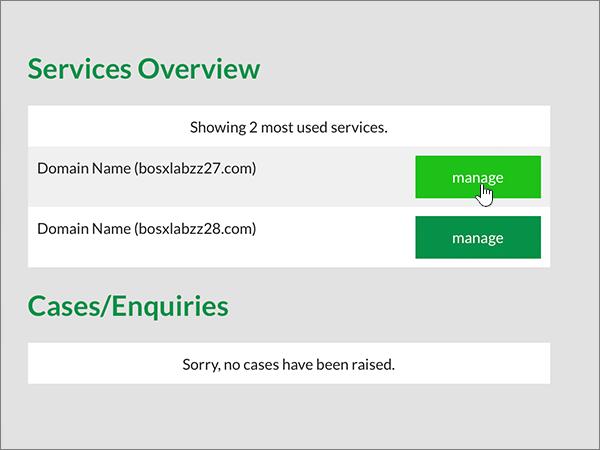 Services Overview
Showing 2 most used services.
Domain Name (bosxlabzz27.com)
manage
Domain Name (bosxlabzz28.com)
manage
Cases/Enquiries
Sorry, no cases have been raised.